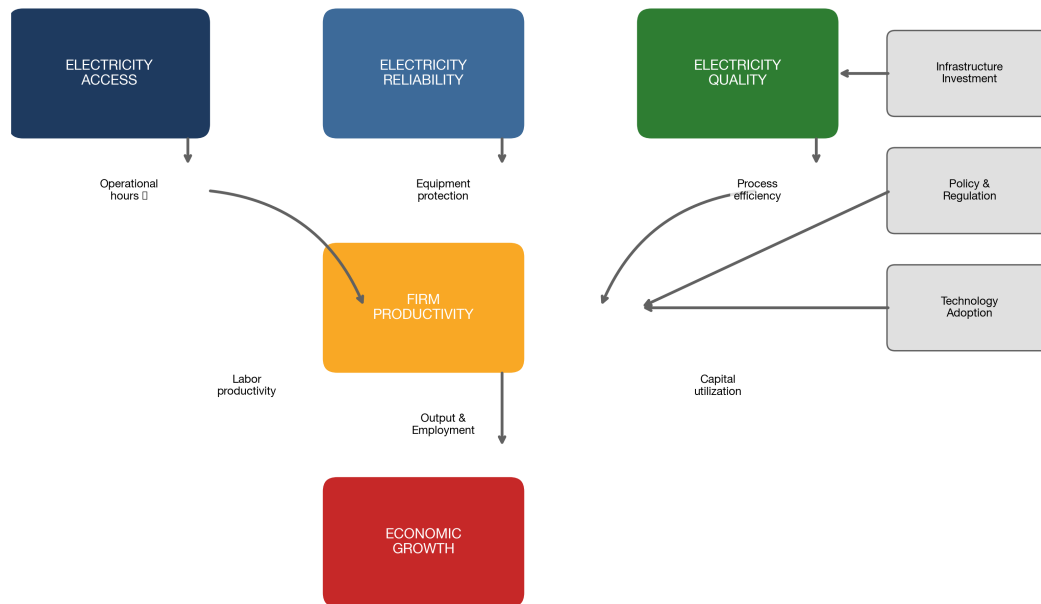 ELECTRICITY
ACCESS
ELECTRICITY
RELIABILITY
ELECTRICITY
QUALITY
Infrastructure
Investment
Operational
hours
Equipment
protection
Process
efficiency
Policy &
Regulation
FIRM
PRODUCTIVITY
Technology
Adoption
Labor
productivity
Capital
utilization
Output &
Employment
ECONOMIC
GROWTH